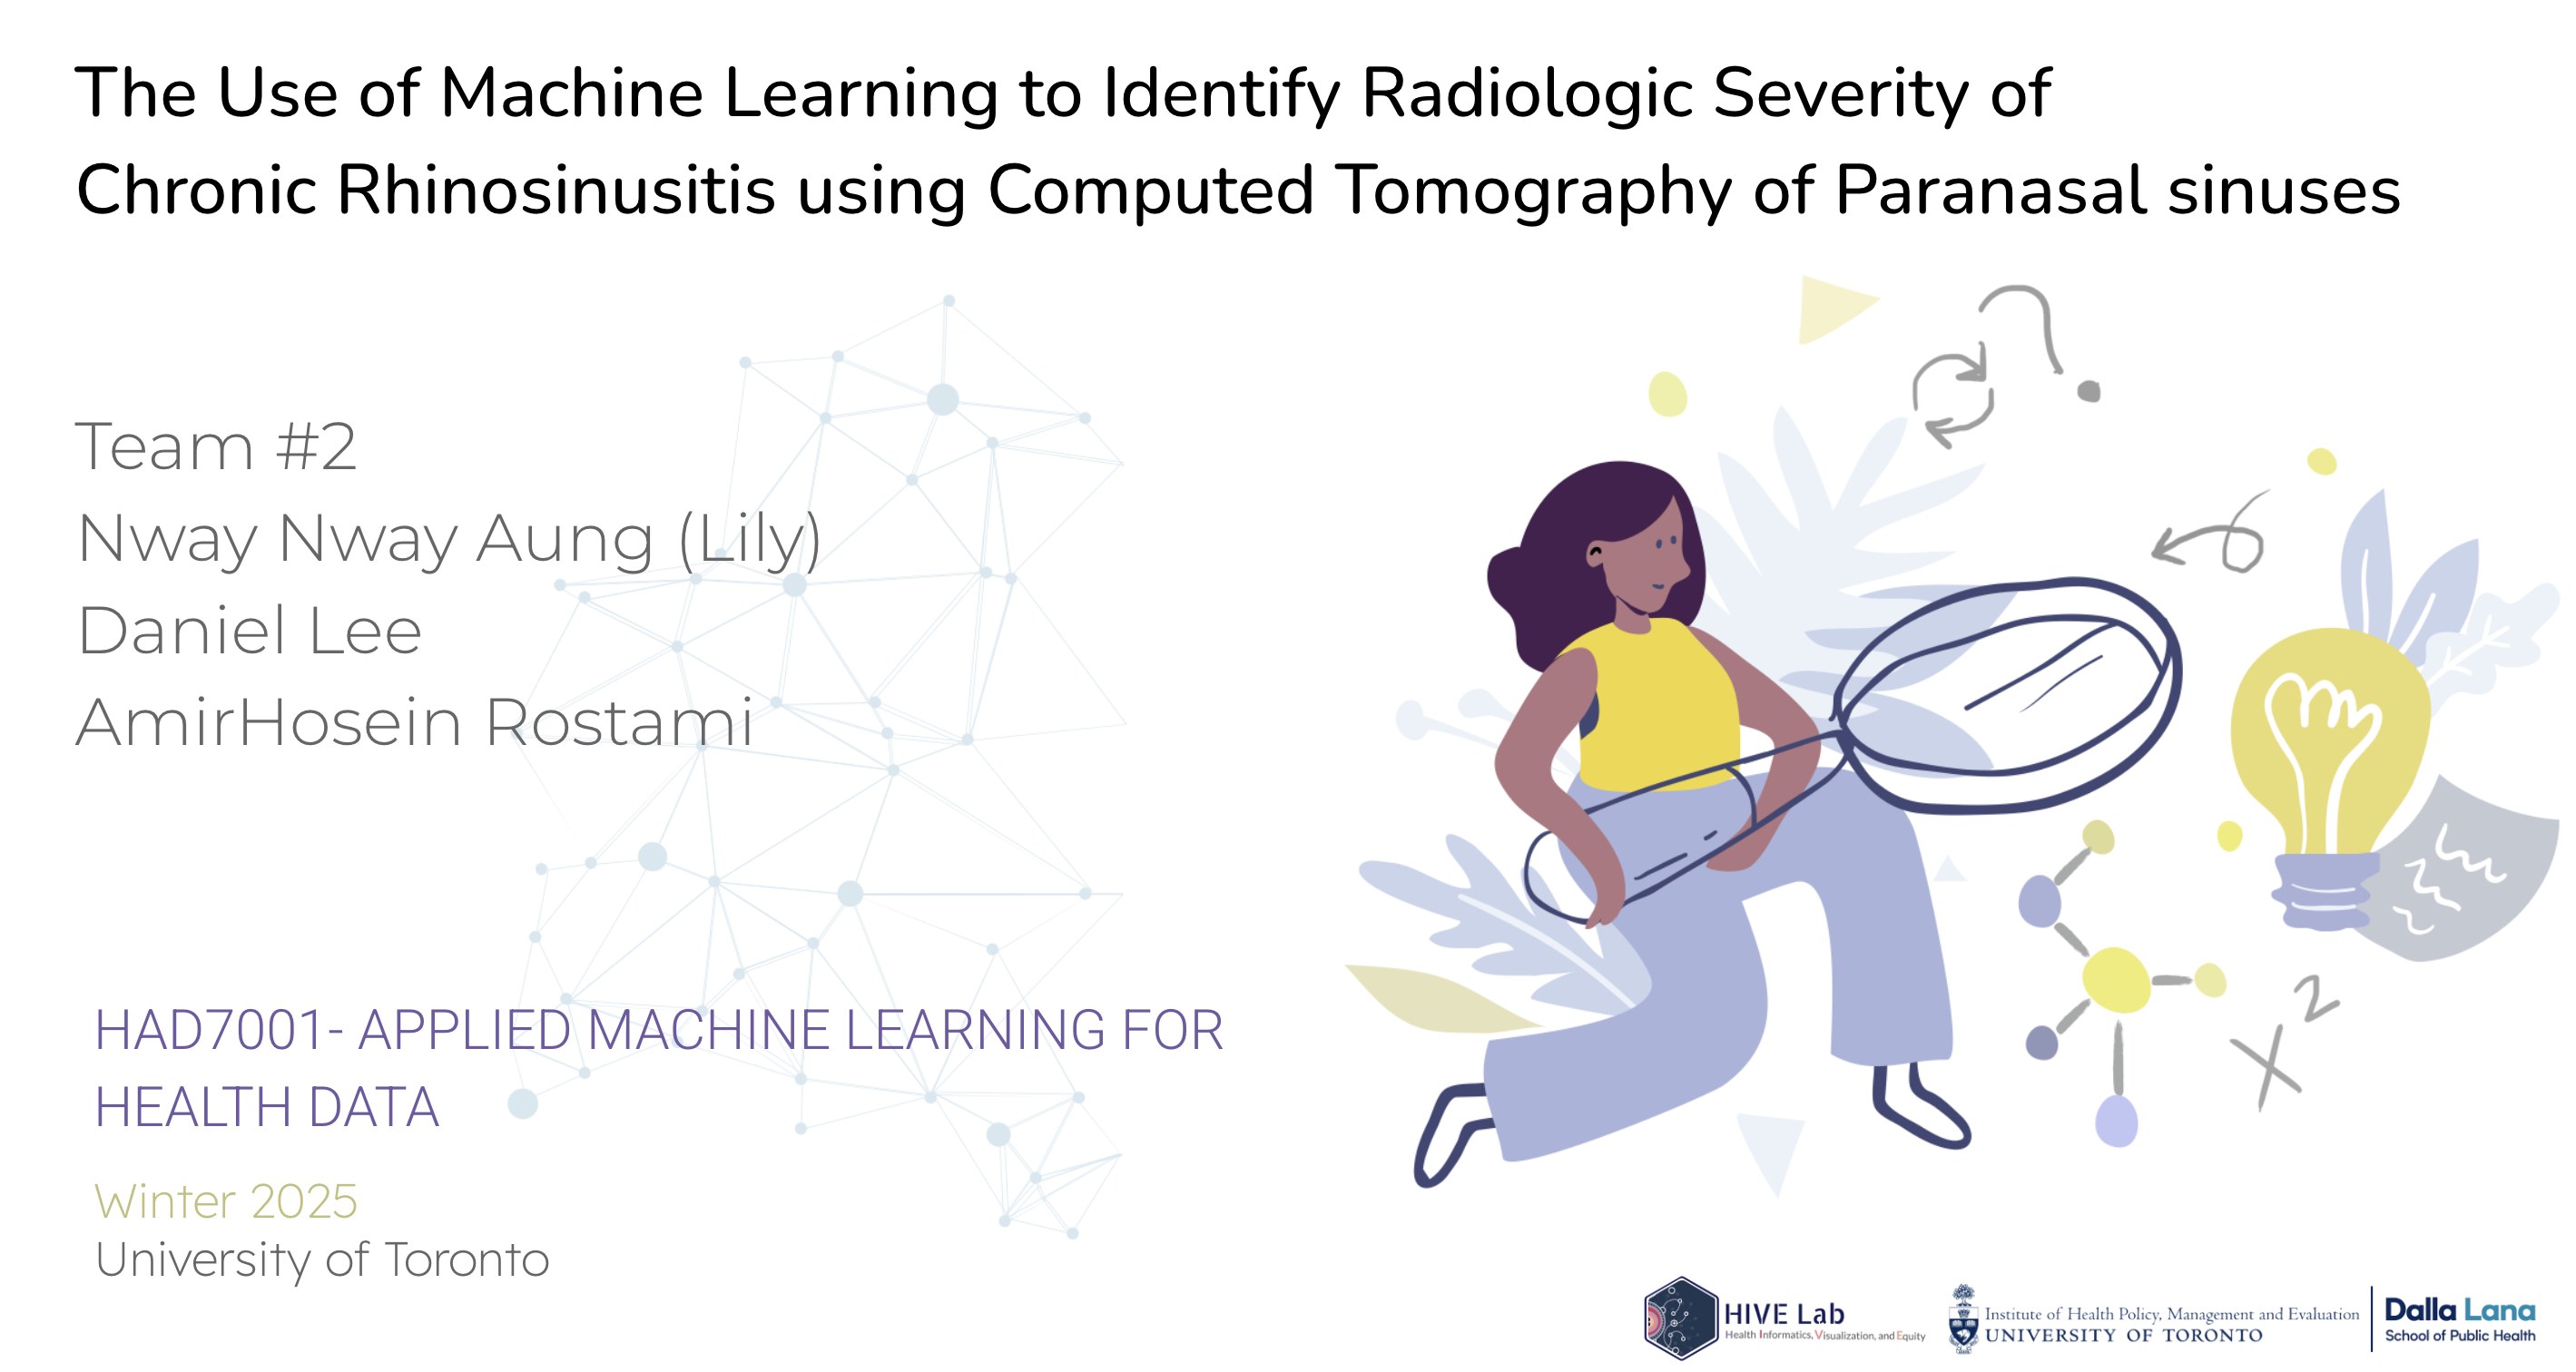 The Use of Machine Learning to Identify Radiologic Severity of
Chronic Rhinosinusitis using Computed Tomography of Paranasal sinuses
Team #2
Nway Nway Aung (Lily)
Daniel Lee
AmirHosein Rostami
HAD7001- APPLIED MACHINE LEARNING FOR
HEALTH DATA
Winter 2025
University of Toronto
?
x2
HIVE Lab
Health Informatics, Visualization, and Equity
Institute of Health Policy, Management and Evaluation
UNIVERSITY OF TORONTO
Dalla Lana
School of Public Health